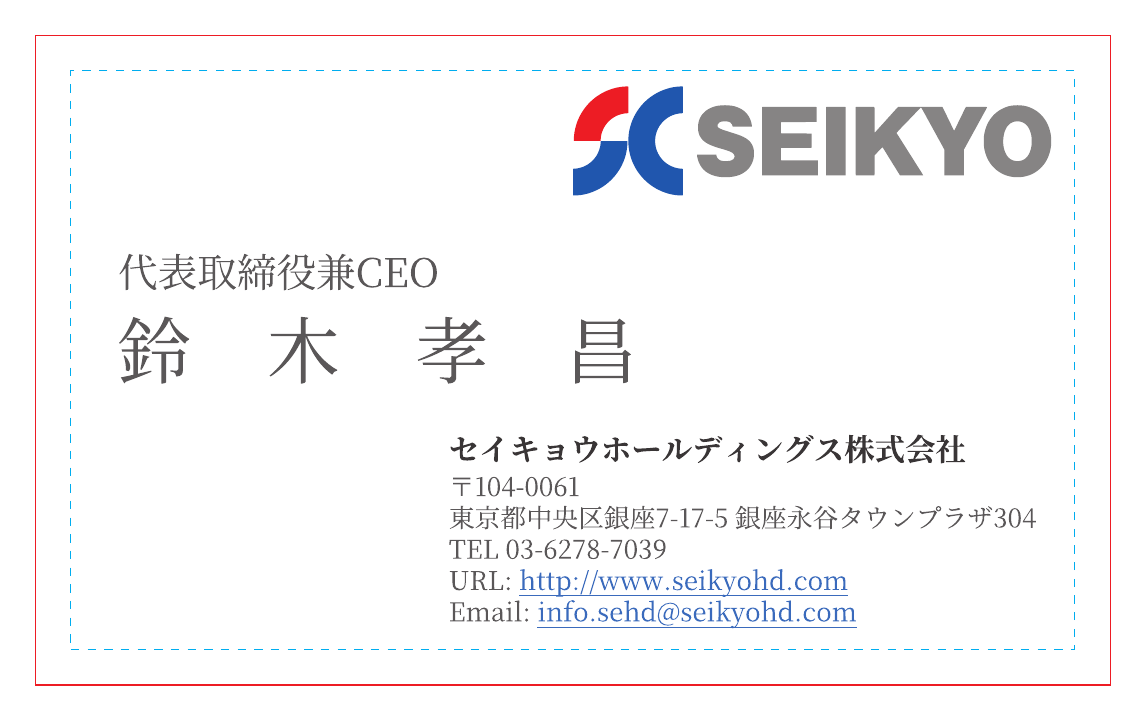 SEIKYO
代表取締役兼CEO
鈴 木 孝 昌
セイキョウホールディングス株式会社
〒104-0061
東京都中央区銀座7-17-5 銀座永谷タウンプラザ304
TEL 03-6278-7039
URL: http://www.seikyohd.com
Email: info.sehd@seikyohd.com